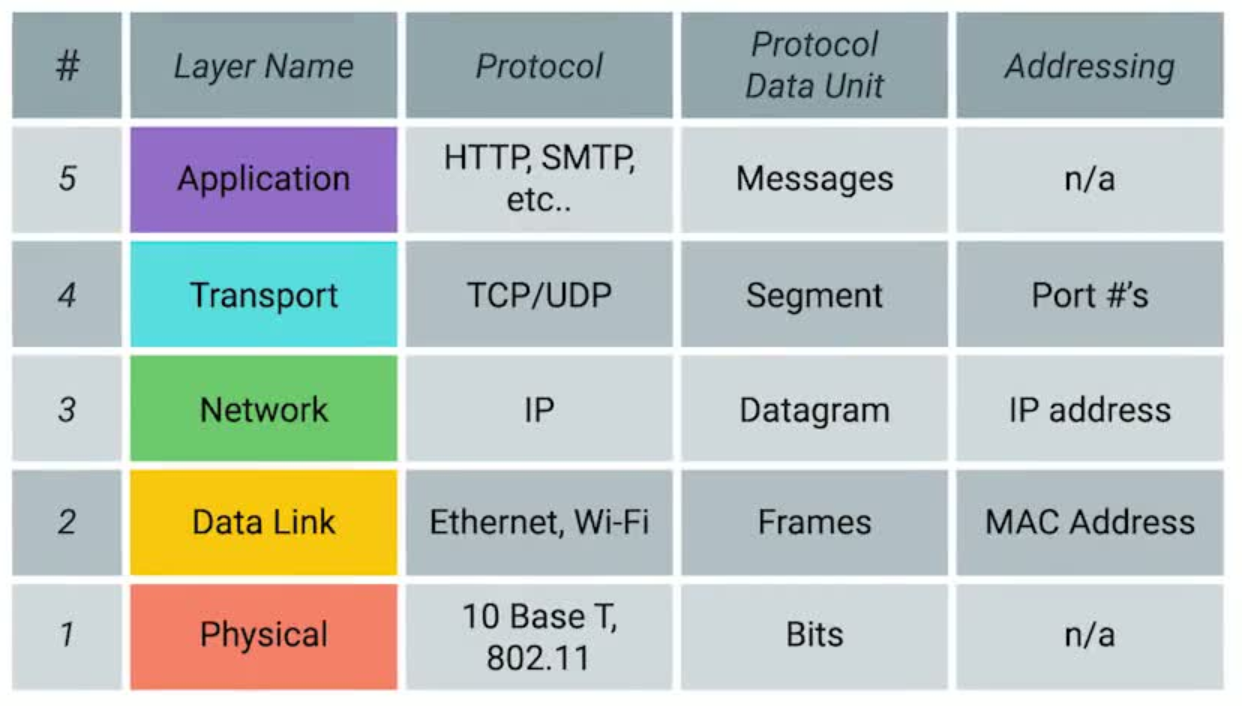 # Layer Name Protocol Protocol Data Unit Addressing
5 Application HTTP, SMTP, etc.. Messages n/a
4 Transport TCP/UDP Segment Port #'s
3 Network IP Datagram IP address
2 Data Link Ethernet, Wi-Fi Frames MAC Address
1 Physical 10 Base T, 802.11 Bits n/a